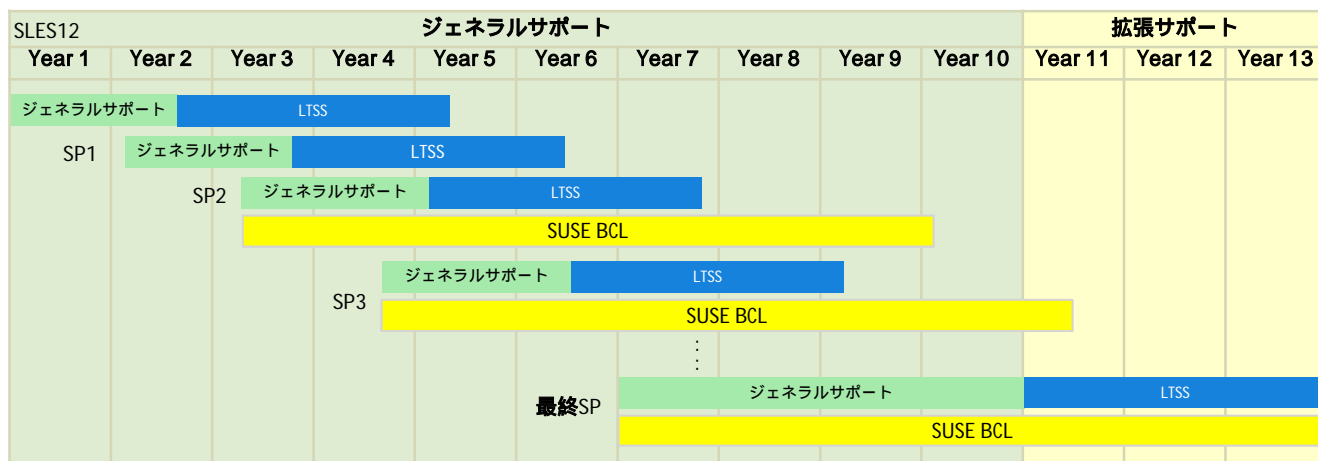 SLES12
ジェネラルサポート
拡張サポート
Year 1 Year 2 Year 3 Year 4 Year 5 Year 6 Year 7 Year 8 Year 9 Year 10 Year 11 Year 12 Year 13
ジェネラルサポート LTSS
SP1 ジェネラルサポート LTSS
SP2 ジェネラルサポート LTSS
SUSE BCL
ジェネラルサポート LTSS
SP3
SUSE BCL
:
:
ジェネラルサポート LTSS
最終SP
SUSE BCL